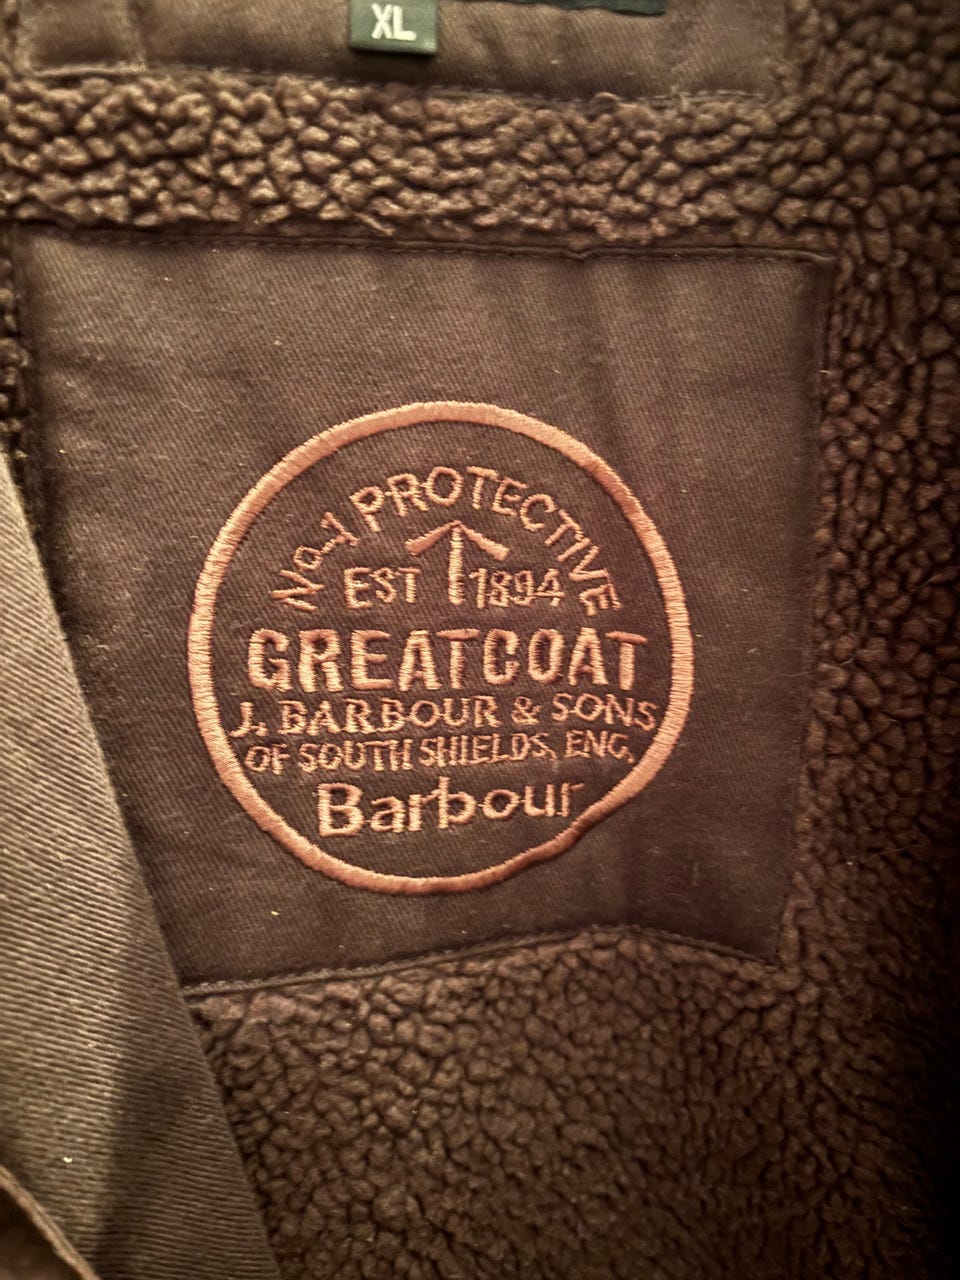 XL
No.1 PROTECTIVE
EST 1894
GREATCOAT
J. BARBOUR & SONS
OF SOUTH SHIELDS, ENG.
Barbour